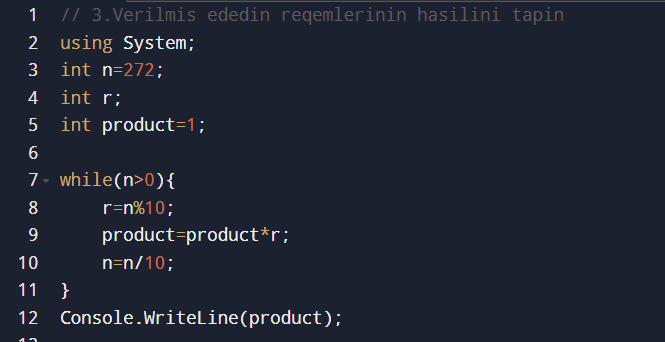 1 // 3.Verilmis ededin reqemlerinin hasilini tapin
2 using System;
3 int n=272;
4 int r;
5 int product=1;
6
7 while(n>0){
8 r=n%10;
9 product=product*r;
10 n=n/10;
11 }
12 Console.WriteLine(product);